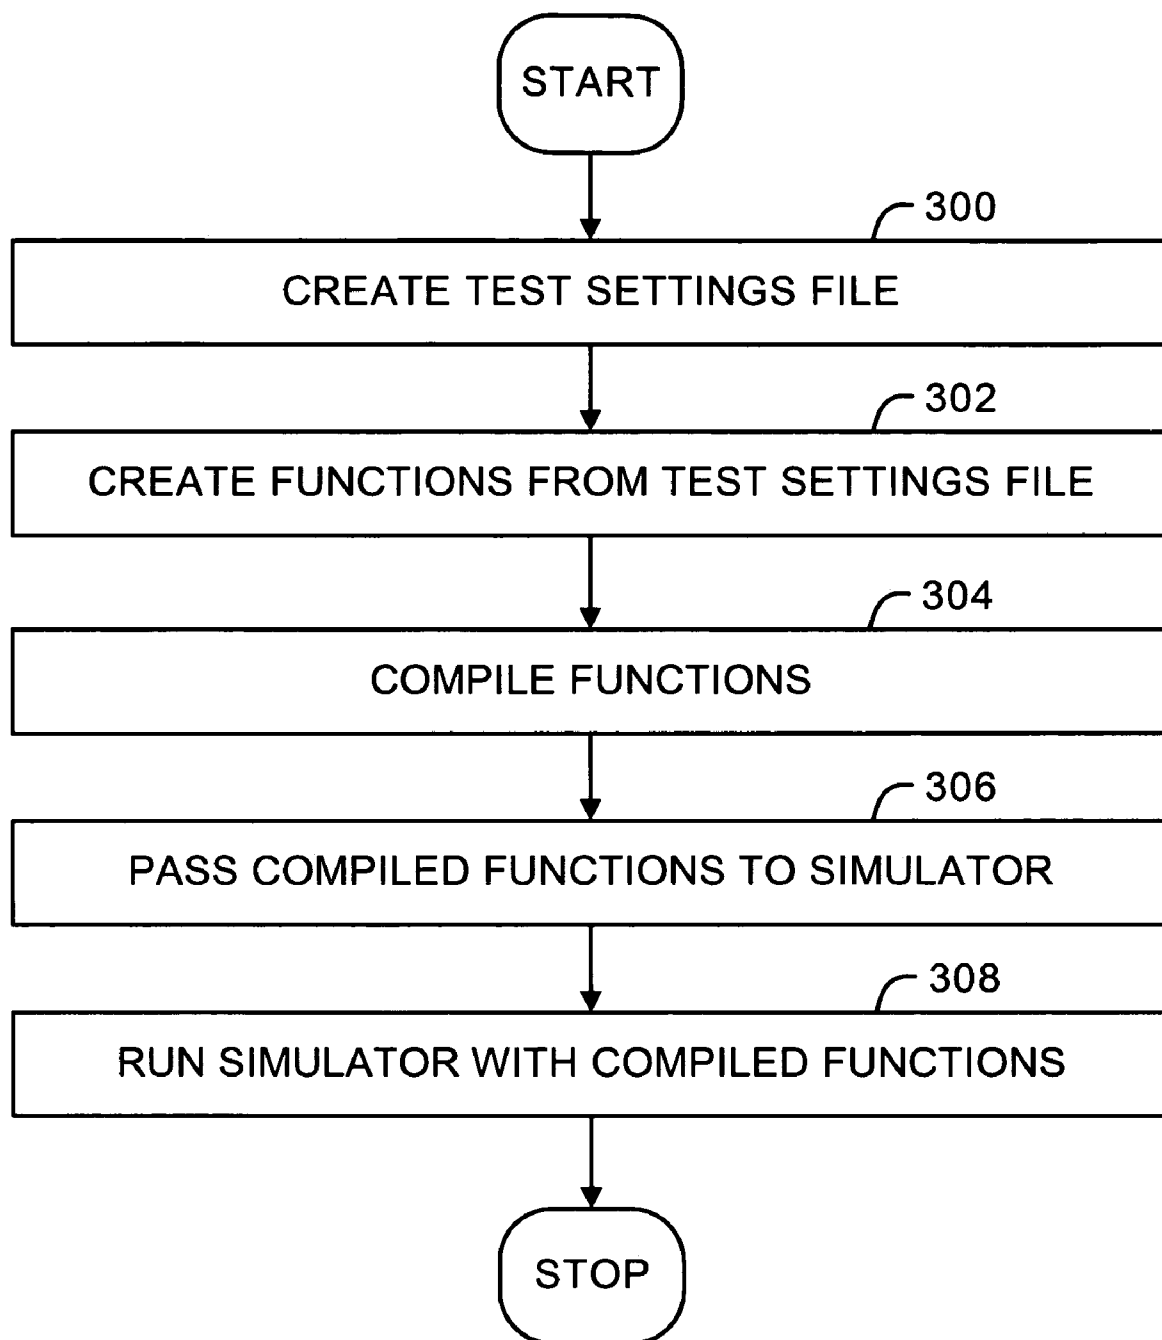 START
300
CREATE TEST SETTINGS FILE
302
CREATE FUNCTIONS FROM TEST SETTINGS FILE
304
COMPILE FUNCTIONS
306
PASS COMPILED FUNCTIONS TO SIMULATOR
308
RUN SIMULATOR WITH COMPILED FUNCTIONS
STOP